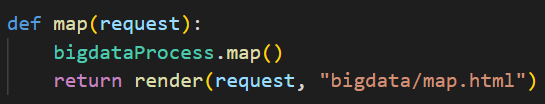 def map(request):
    bigdataProcess.map()
    return render(request, "bigdata/map.html")